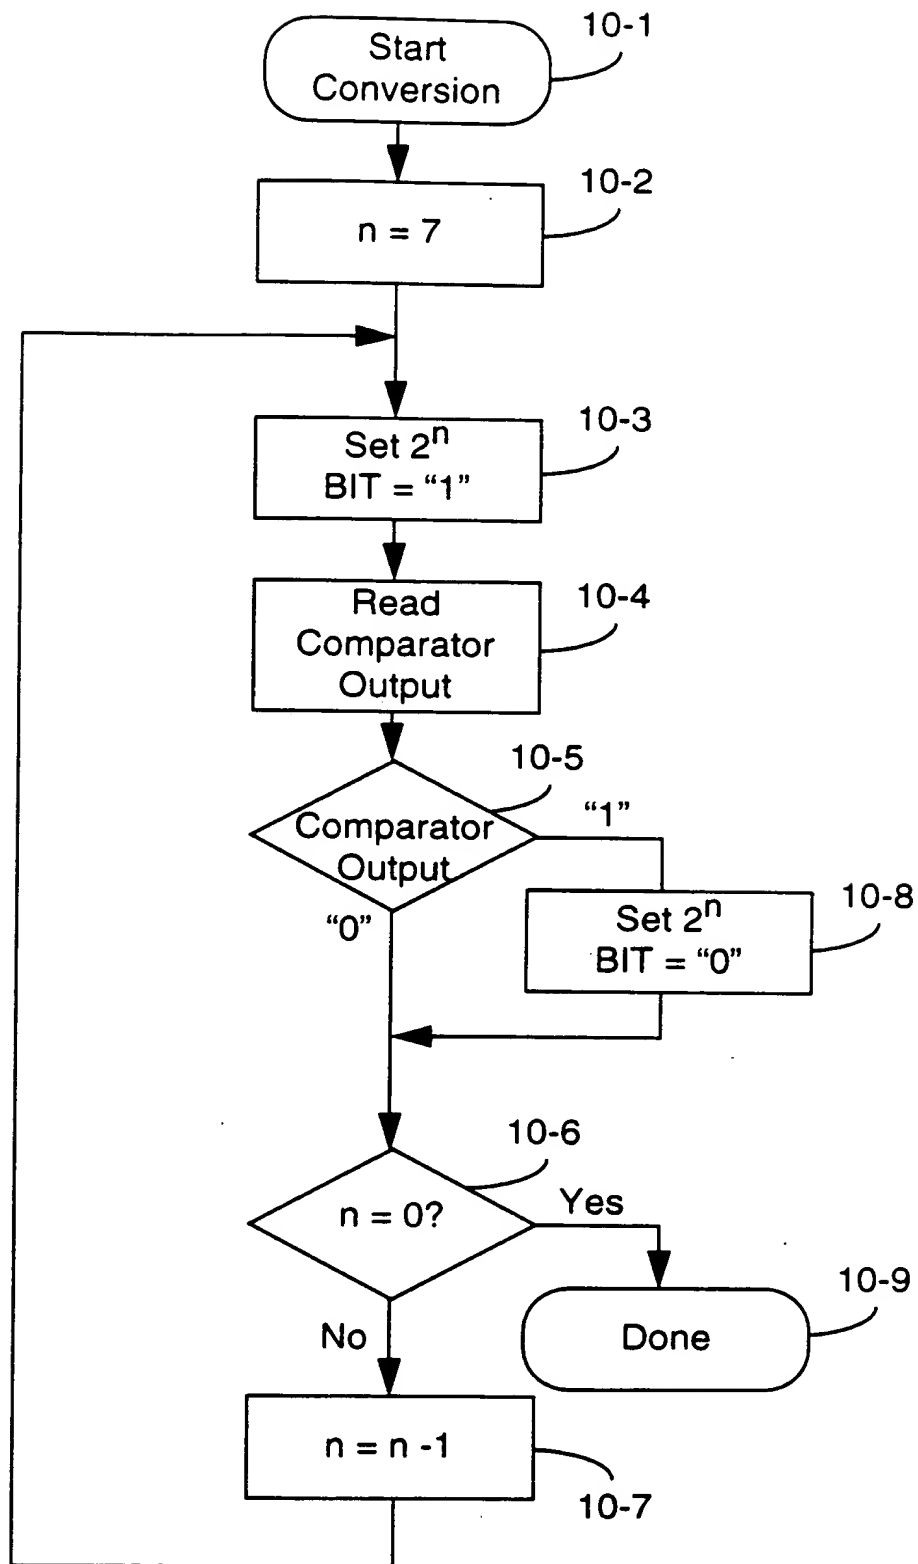 10-1
Start
Conversion
10-2
n = 7
10-3
Set 2ⁿ
BIT = “1”
10-4
Read
Comparator
Output
10-5
“1”
Comparator
Output
“0”
10-8
Set 2ⁿ
BIT = “0”
10-6
n = 0?
Yes
10-9
Done
No
n = n -1
10-7